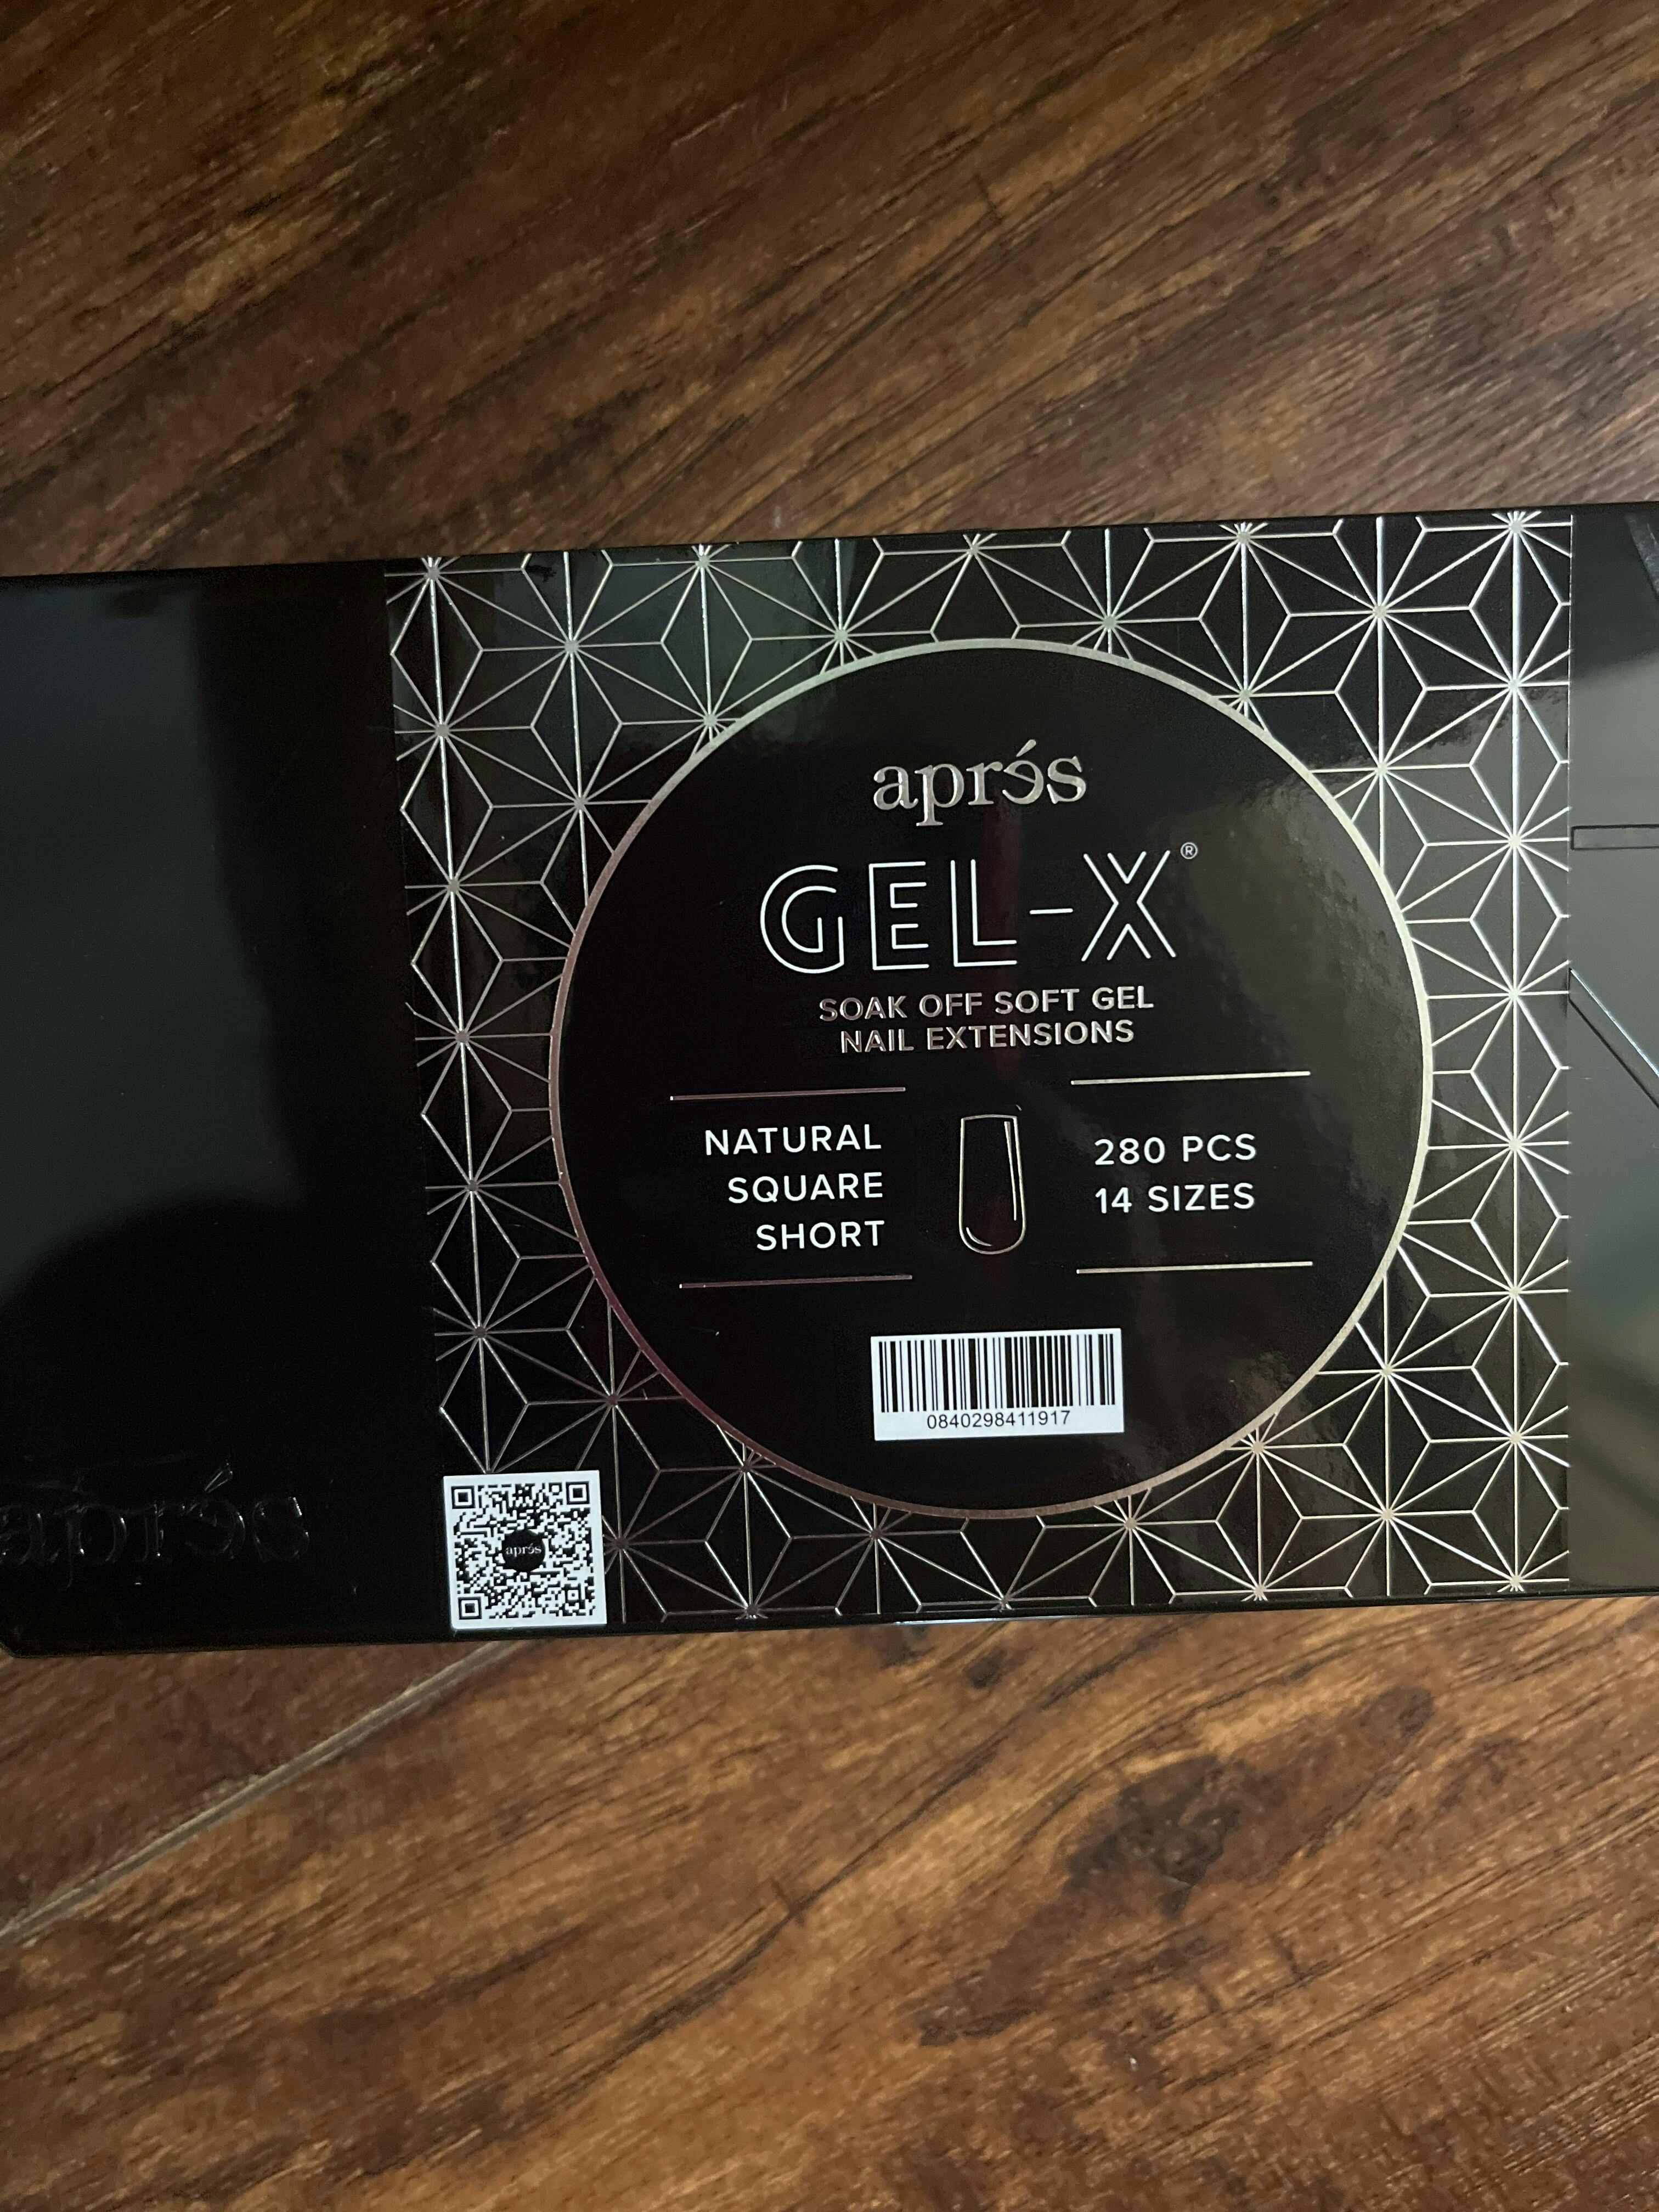 aprés
GEL-X®
SOAK OFF SOFT GEL
NAIL EXTENSIONS
NATURAL
SQUARE
SHORT
280 PCS
14 SIZES
0840298411917
aprés
aprés